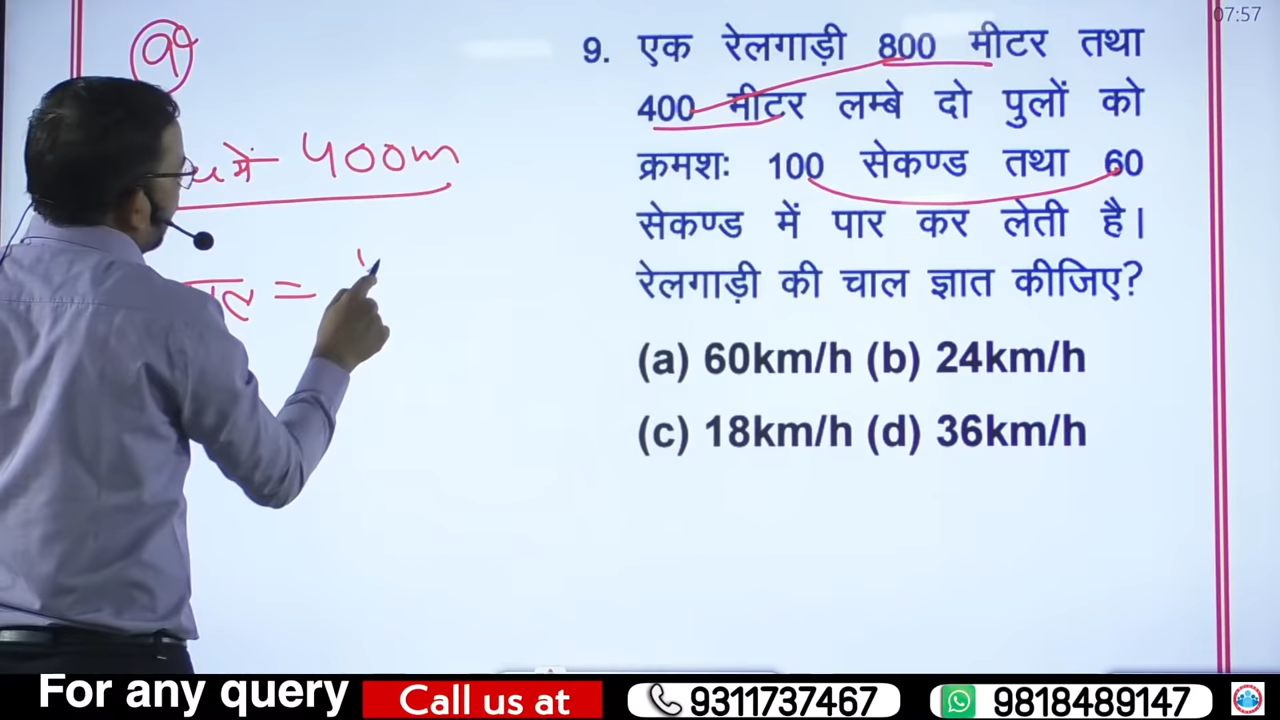 07:57
9
9. एक रेलगाड़ी 800 मीटर तथा
400 मीटर लम्बे दो पुलों को
क्रमशः 100 सेकण्ड तथा 60
सेकण्ड में पार कर लेती है।
रेलगाड़ी की चाल ज्ञात कीजिए?
(a) 60km/h (b) 24km/h
(c) 18km/h (d) 36km/h
में 400m
=
For any query Call us at 9311737467 9818489147